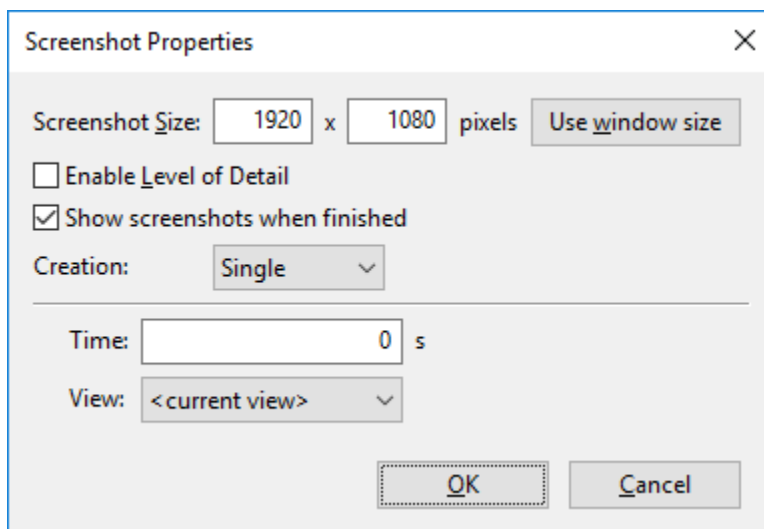 Screenshot Properties
Screenshot Size: 1920 x 1080 pixels Use window size
Enable Level of Detail
Show screenshots when finished
Creation: Single
Time: 0 s
View: <current view>
OK Cancel